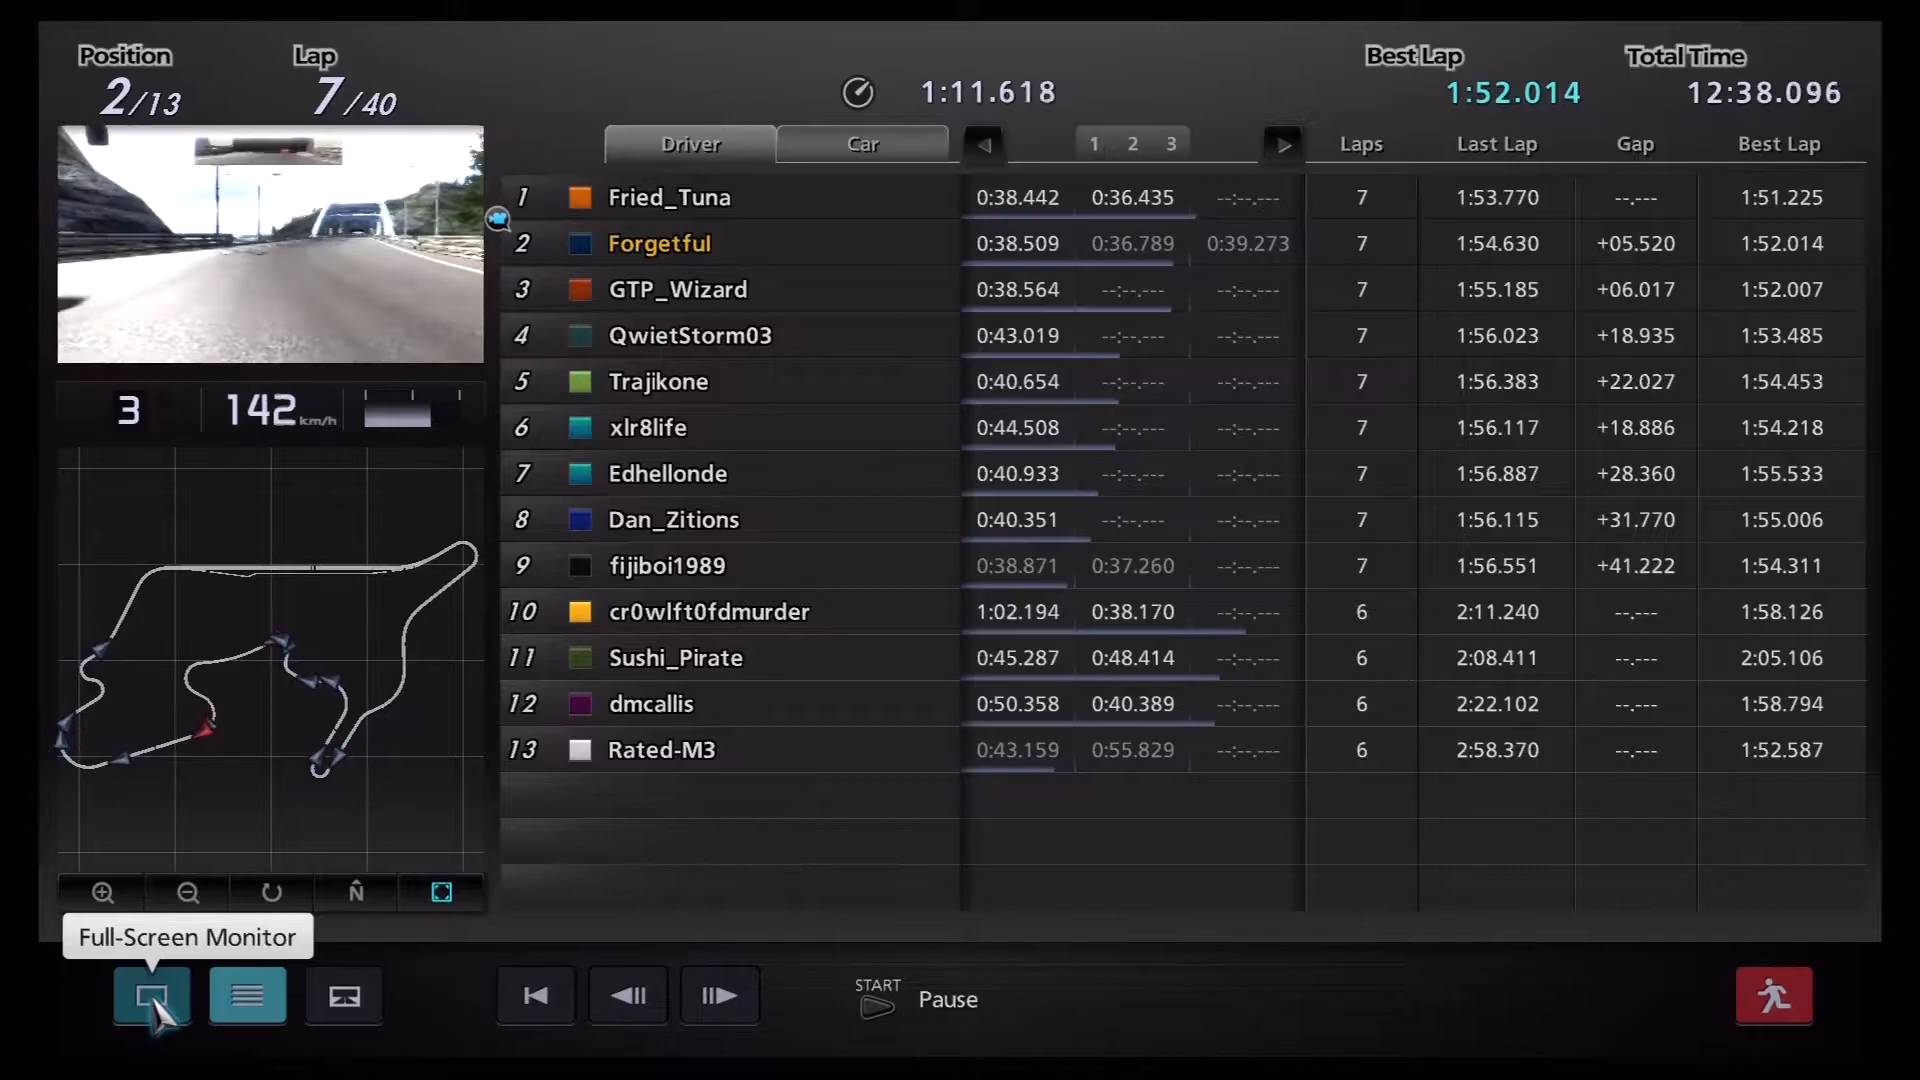 Position Lap Best Lap Total Time
2/13 7/40 1:11.618 1:52.014 12:38.096
Driver Car 1 2 3 Laps Last Lap Gap Best Lap
1 Fried_Tuna 0:38.442 0:36.435 --:--.--- 7 1:53.770 --.--- 1:51.225
2 Forgetful 0:38.509 0:36.789 0:39.273 7 1:54.630 +05.520 1:52.014
3 GTP_Wizard 0:38.564 --:--.--- --:--.--- 7 1:55.185 +06.017 1:52.007
4 QwietStorm03 0:43.019 --:--.--- --:--.--- 7 1:56.023 +18.935 1:53.485
5 Trajikone 0:40.654 --:--.--- --:--.--- 7 1:56.383 +22.027 1:54.453
6 xlr8life 0:44.508 --:--.--- --:--.--- 7 1:56.117 +18.886 1:54.218
7 Edhellonde 0:40.933 --:--.--- --:--.--- 7 1:56.887 +28.360 1:55.533
8 Dan_Zitions 0:40.351 --:--.--- --:--.--- 7 1:56.115 +31.770 1:55.006
9 fijiboi1989 0:38.871 0:37.260 --:--.--- 7 1:56.551 +41.222 1:54.311
10 cr0wlft0fdmurder 1:02.194 0:38.170 --:--.--- 6 2:11.240 --.--- 1:58.126
11 Sushi_Pirate 0:45.287 0:48.414 --:--.--- 6 2:08.411 --.--- 2:05.106
12 dmcallis 0:50.358 0:40.389 --:--.--- 6 2:22.102 --.--- 1:58.794
13 Rated-M3 0:43.159 0:55.829 --:--.--- 6 2:58.370 --.--- 1:52.587
3 142 km/h
N
Full-Screen Monitor
START Pause